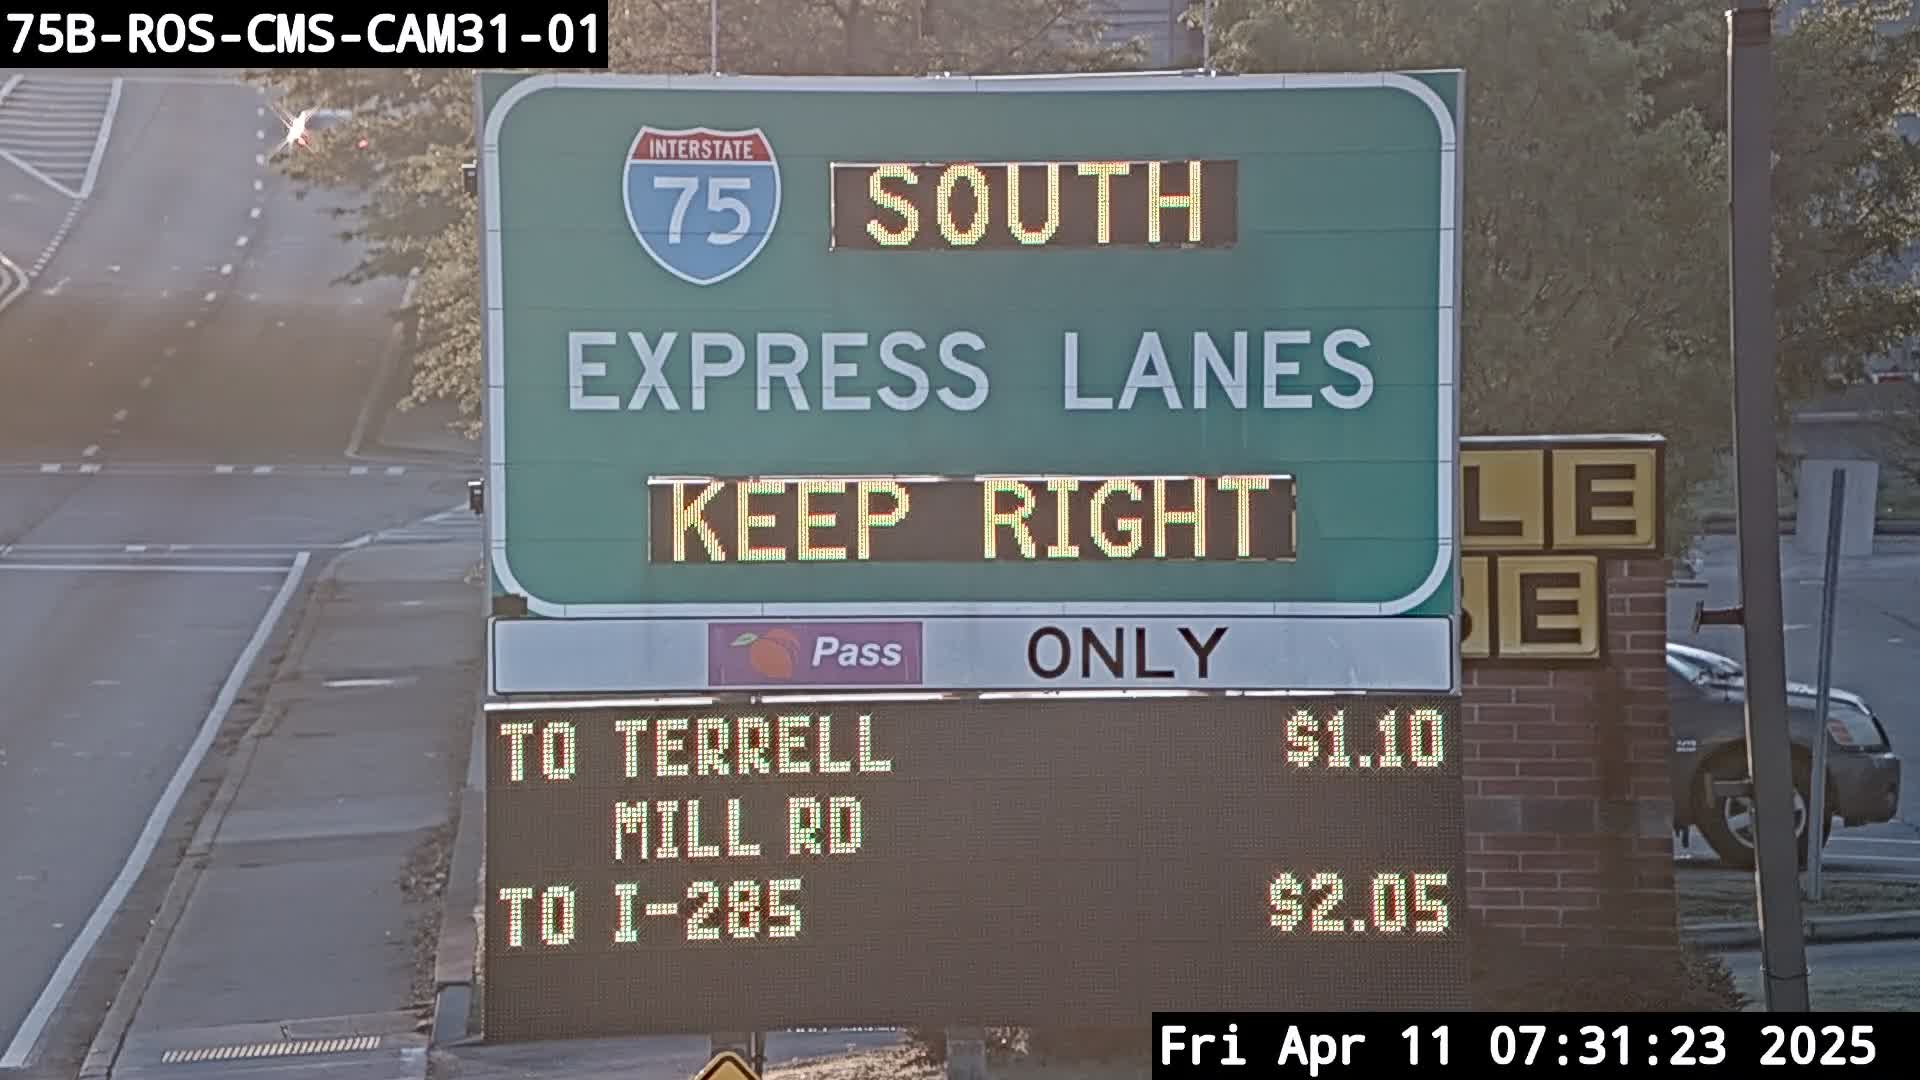 75B-ROS-CMS-CAM31-01
INTERSTATE
75
SOUTH
EXPRESS LANES
KEEP RIGHT
Pass ONLY
TO TERRELL $1.10
MILL RD
TO I-285 $2.05
LE
E
Fri Apr 11 07:31:23 2025